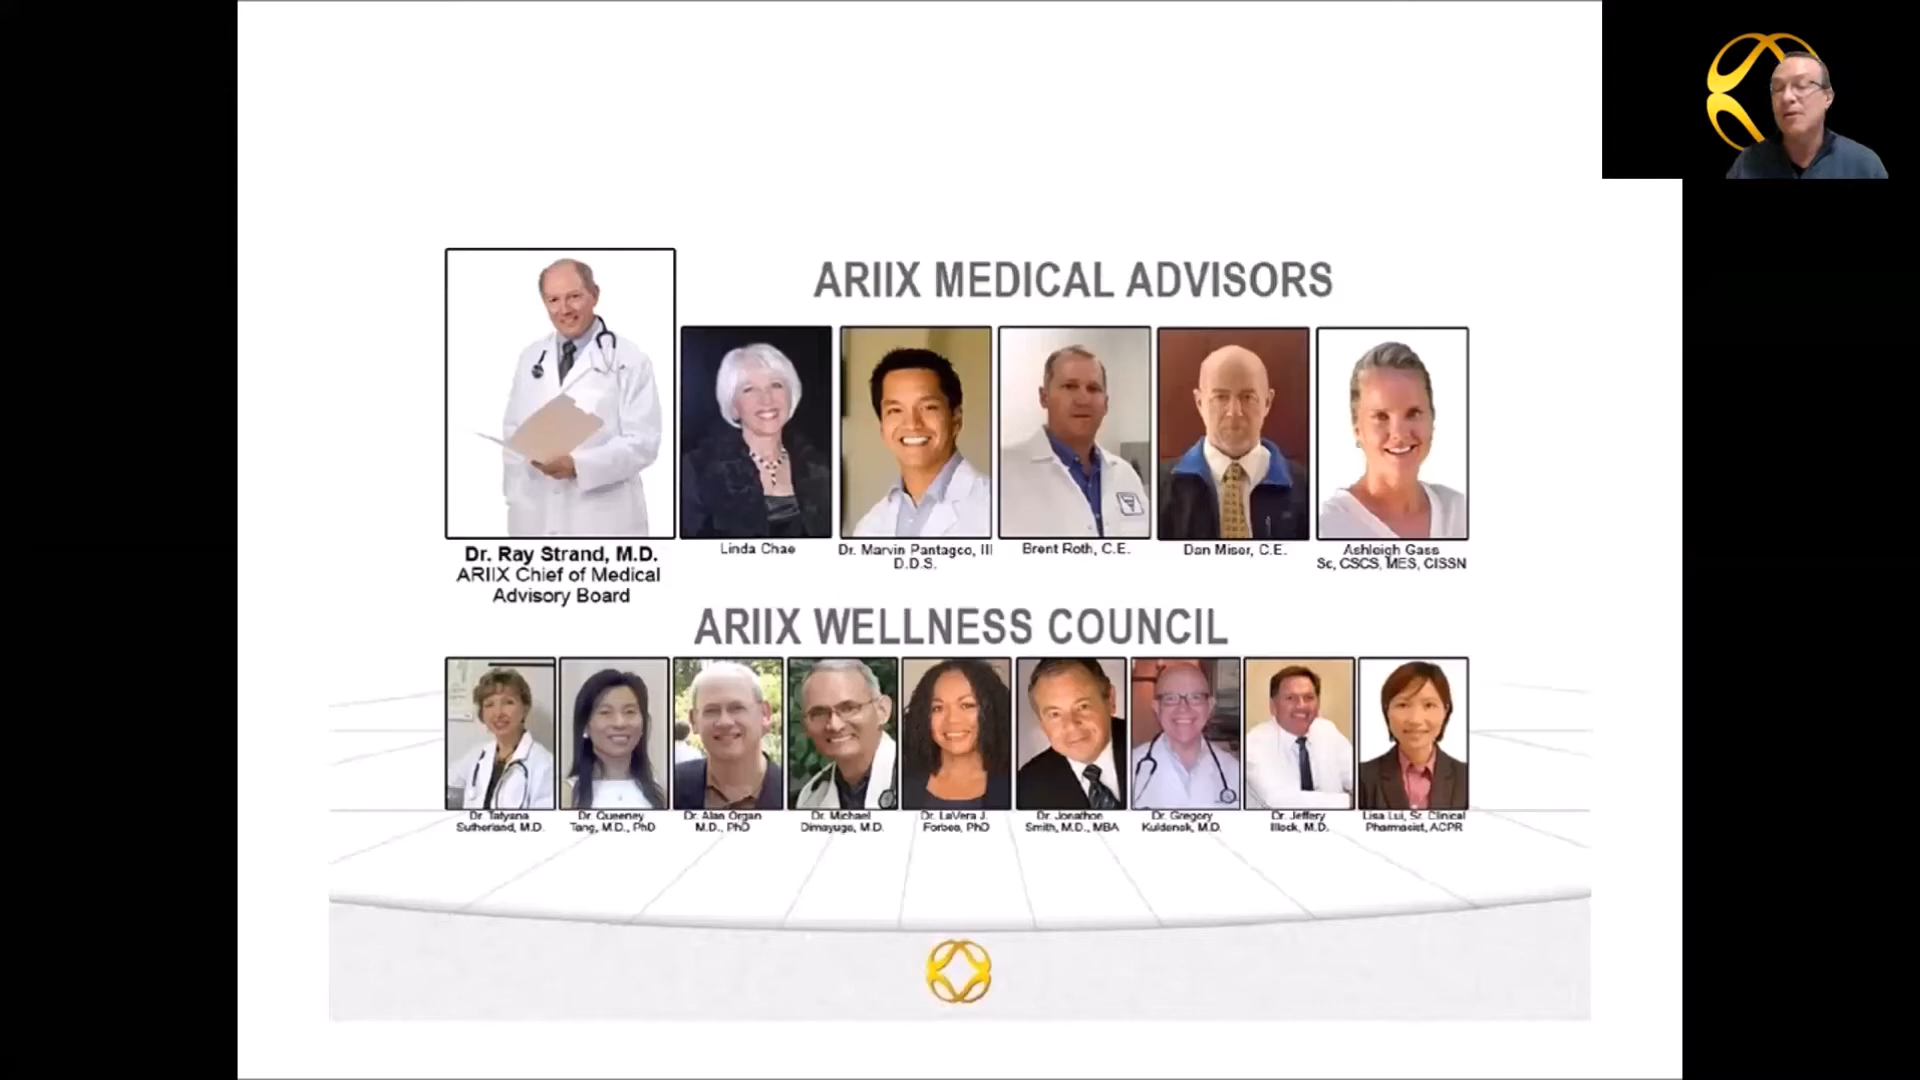 ARIIX MEDICAL ADVISORS
Dr. Ray Strand, M.D.
ARIIX Chief of Medical
Advisory Board
Linda Chae
Dr. Marvin Pantagco, III
D.D.S.
Brent Roth, C.E.
Dan Miser, C.E.
Ashleigh Gass
Sc, CSCS, MES, CISSN
ARIIX WELLNESS COUNCIL
Dr. Tatyana
Sutherland, M.D.
Dr. Queeney
Tang, M.D., PhD
Dr. Alan Organ
M.D., PhD
Dr. Michael
Dimayuga, M.D.
Dr. LaVera J.
Forbes, PhD
Dr. Jonathon
Smith, M.D., MBA
Dr. Gregory
M.D.
Dr. Jeffery
M.D.
Lisa Lui, Sr. Clinical
Pharmacist, ACPR